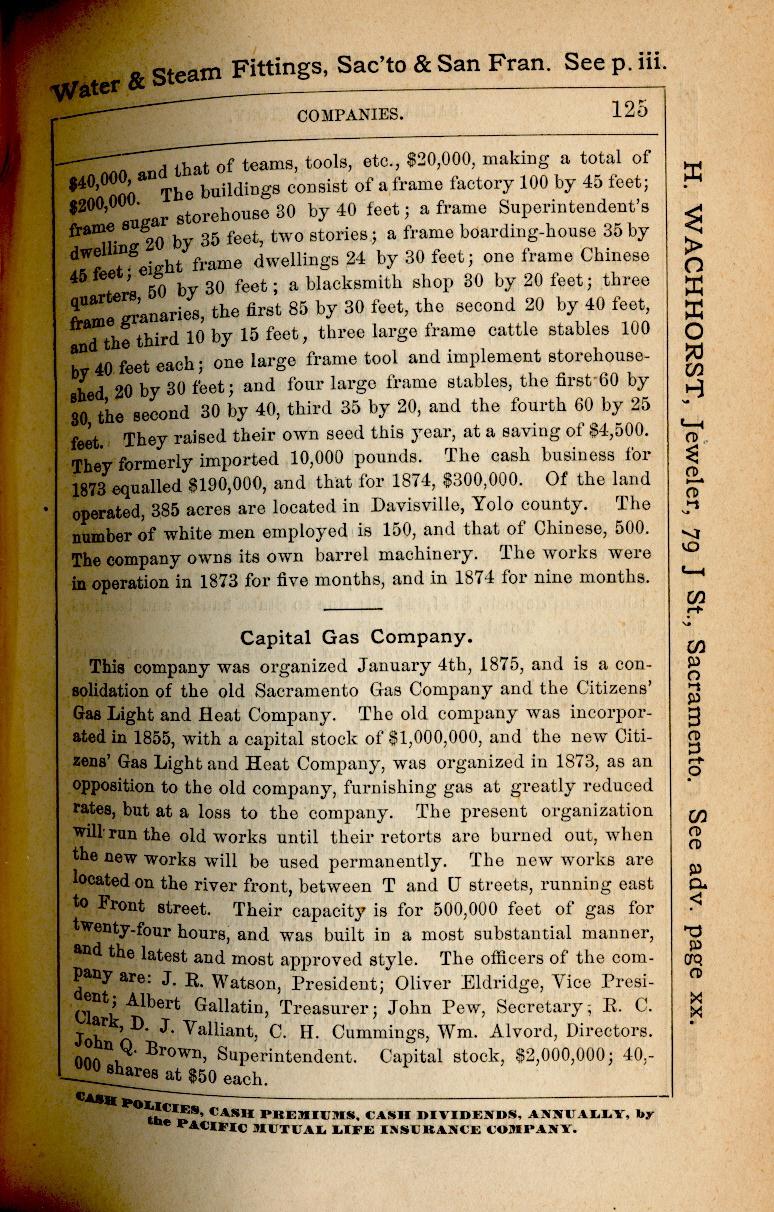 Water & Steam Fittings, Sac'to & San Fran. See p. iii.
COMPANIES. 125
$40,000, and that of teams, tools, etc., $20,000, making a total of
$200,000. The buildings consist of a frame factory 100 by 45 feet;
frame sugar storehouse 30 by 40 feet; a frame Superintendent's
dwelling 20 by 35 feet, two stories; a frame boarding-house 35 by
45 feet; eight frame dwellings 24 by 30 feet; one frame Chinese
quarters, 50 by 30 feet; a blacksmith shop 30 by 20 feet; three
frame granaries, the first 85 by 30 feet, the second 20 by 40 feet,
and the third 10 by 15 feet, three large frame cattle stables 100
by 40 feet each; one large frame tool and implement storehouse-
shed, 20 by 30 feet; and four large frame stables, the first 60 by
30, the second 30 by 40, third 35 by 20, and the fourth 60 by 25
feet. They raised their own seed this year, at a saving of $4,500.
They formerly imported 10,000 pounds. The cash business for
1873 equalled $190,000, and that for 1874, $300,000. Of the land
operated, 385 acres are located in Davisville, Yolo county. The
number of white men employed is 150, and that of Chinese, 500.
The company owns its own barrel machinery. The works were
in operation in 1873 for five months, and in 1874 for nine months.
Capital Gas Company.
This company was organized January 4th, 1875, and is a con-
solidation of the old Sacramento Gas Company and the Citizens'
Gas Light and Heat Company. The old company was incorpor-
ated in 1855, with a capital stock of $1,000,000, and the new Citi-
zens' Gas Light and Heat Company, was organized in 1873, as an
opposition to the old company, furnishing gas at greatly reduced
rates, but at a loss to the company. The present organization
will run the old works until their retorts are burned out, when
the new works will be used permanently. The new works are
located on the river front, between T and U streets, running east
to Front street. Their capacity is for 500,000 feet of gas for
twenty-four hours, and was built in a most substantial manner,
and the latest and most approved style. The officers of the com-
pany are: J. R. Watson, President; Oliver Eldridge, Vice Presi-
dent; Albert Gallatin, Treasurer; John Pew, Secretary; R. C.
Clark, D. J. Valliant, C. H. Cummings, Wm. Alvord, Directors.
John Q. Brown, Superintendent. Capital stock, $2,000,000; 40,-
000 shares at $50 each.
CASH POLICIES, CASH PREMIUMS, CASH DIVIDENDS, ANNUALLY, by
the PACIFIC MUTUAL LIFE INSURANCE COMPANY.
H. WACHHORST, Jeweler, 79 J St., Sacramento. See adv. page xx.